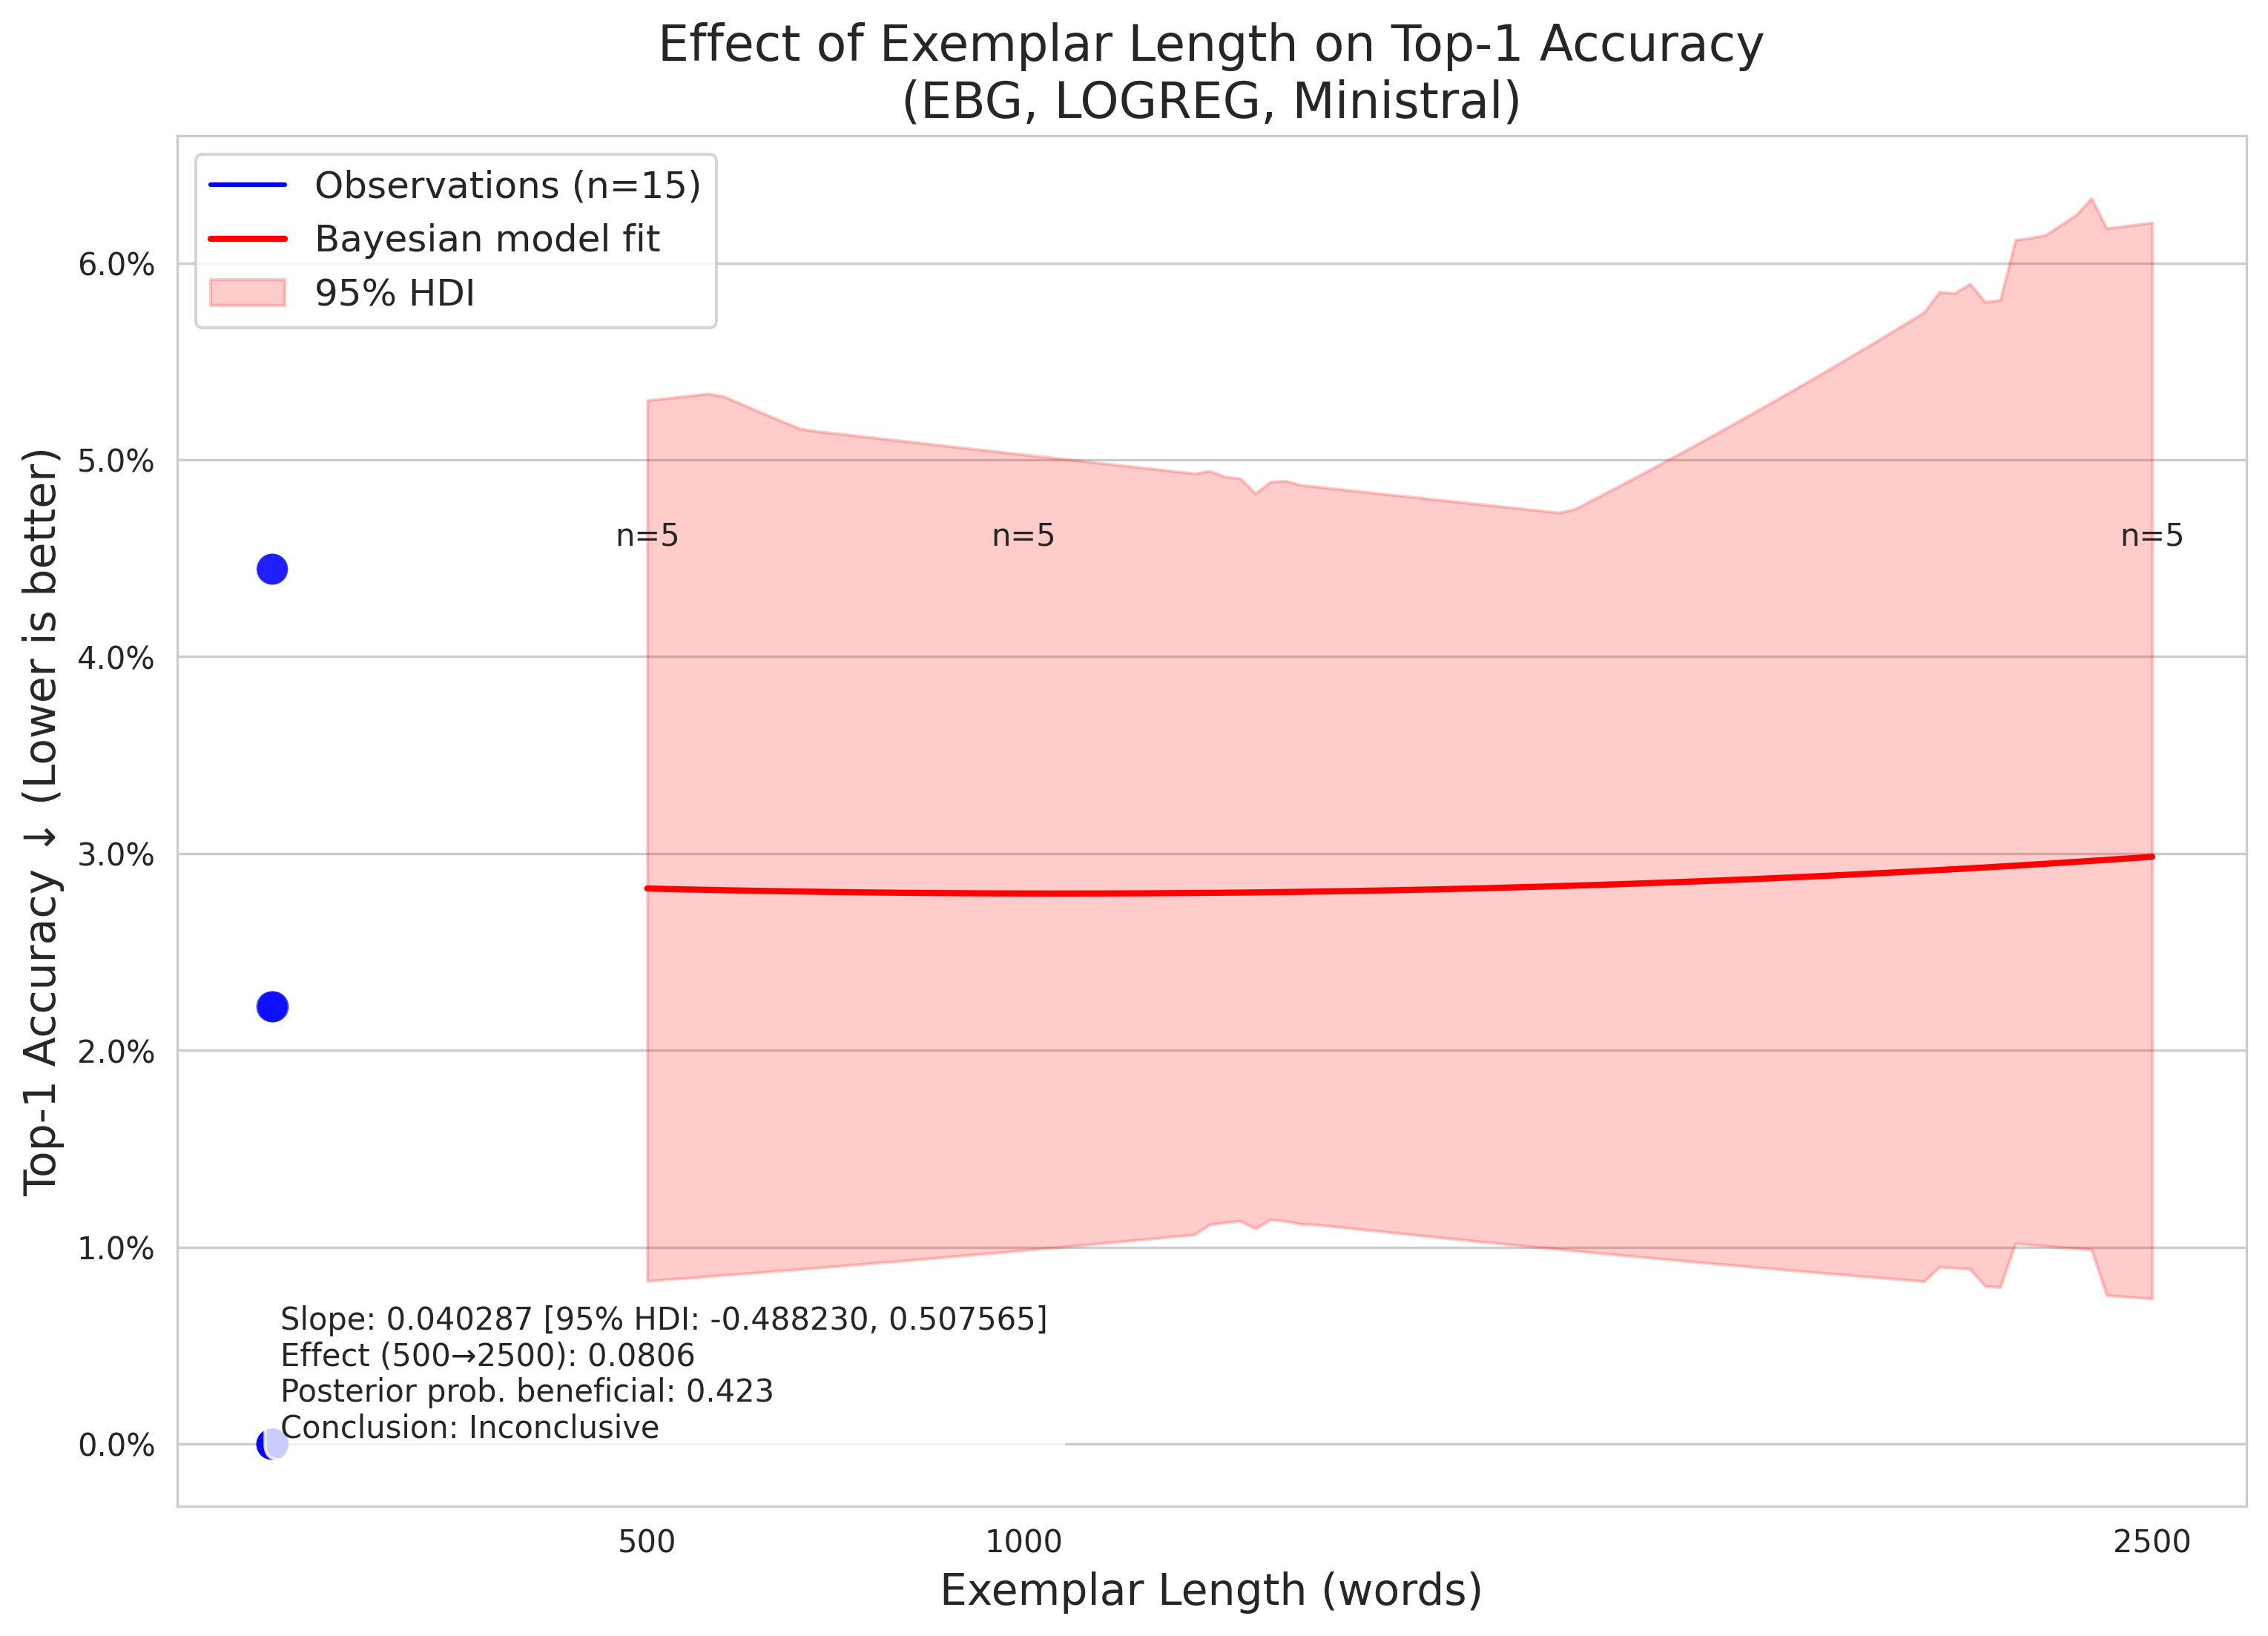 Effect of Exemplar Length on Top-1 Accuracy
(EBG, LOGREG, Ministral)
Observations (n=15)
Bayesian model fit
95% HDI
Top-1 Accuracy ↓ (Lower is better)
6.0%
5.0%
4.0%
3.0%
2.0%
1.0%
0.0%
n=5
n=5
n=5
Slope: 0.040287 [95% HDI: -0.488230, 0.507565]
Effect (500→2500): 0.0806
Posterior prob. beneficial: 0.423
Conclusion: Inconclusive
500
1000
2500
Exemplar Length (words)